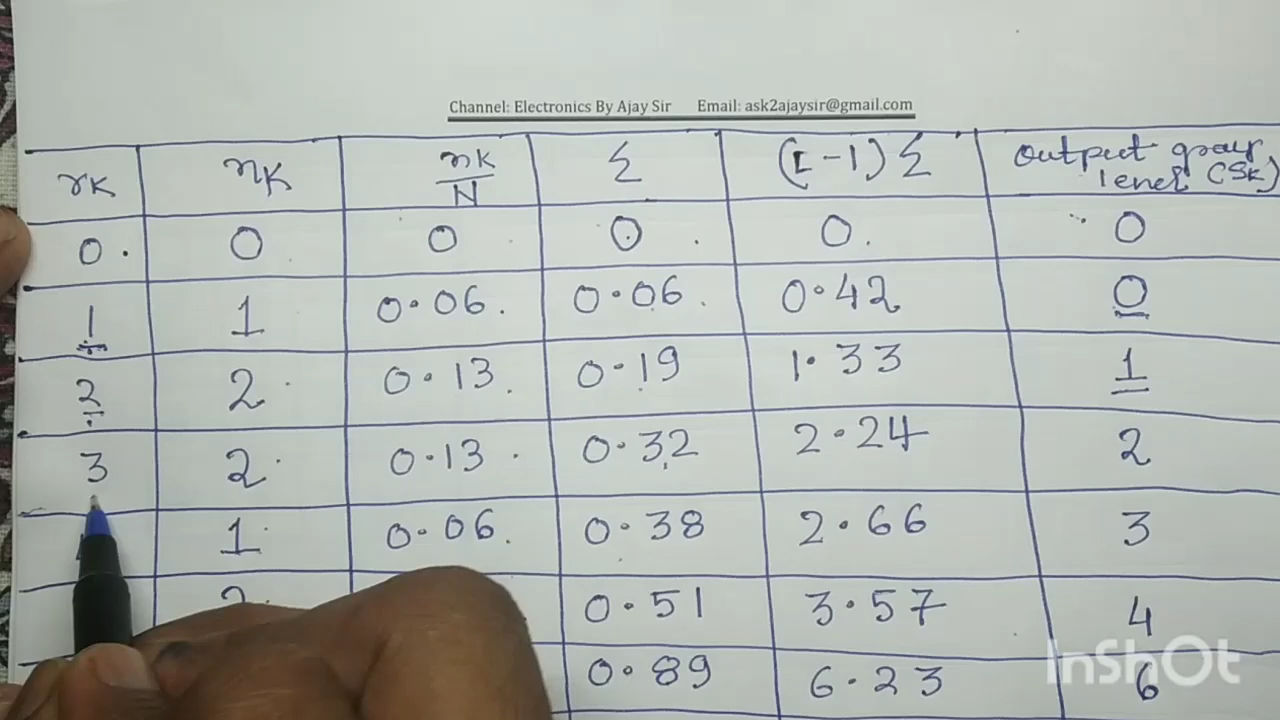 Channel: Electronics By Ajay Sir Email: ask2ajaysir@gmail.com
rK nK nK/N Σ (L-1) Σ Output gray level (SK)
0 0 0 0 0 0
1 1 0.06 0.06 0.42 0
2 2 0.13 0.19 1.33 1
3 2 0.13 0.32 2.24 2
1 0.06 0.38 2.66 3
2 0.51 3.57 4
0.89 6.23 6
InShOt